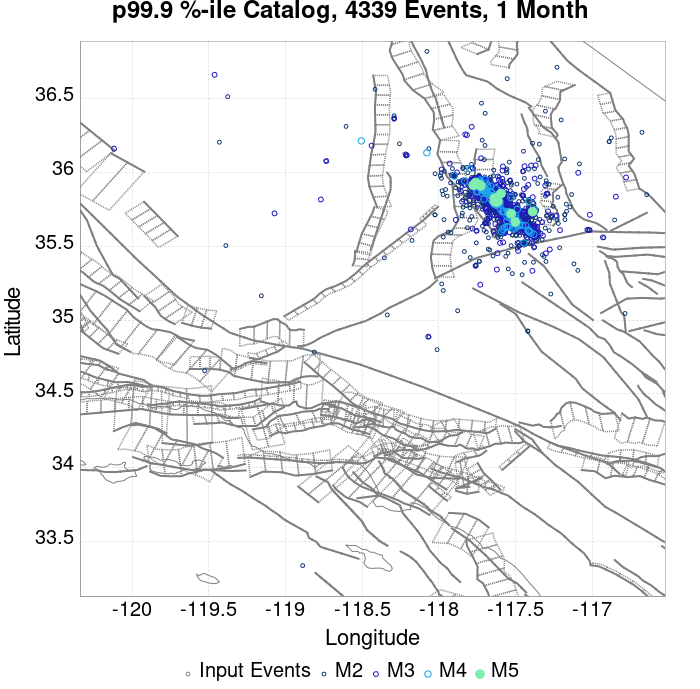 p99.9 %-ile Catalog, 4339 Events, 1 Month
36.5
36
35.5
35
34.5
34
33.5
Latitude
-120
-119.5
-119
-118.5
-118
-117.5
-117
Longitude
Input Events
M2
M3
M4
M5